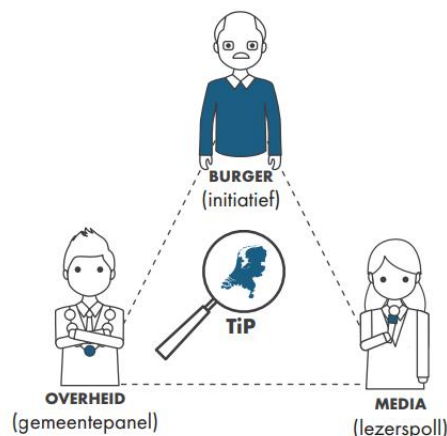 BURGER
(initiatief)
TiP
OVERHEID
(gemeentepanel)
MEDIA
(lezerspoll)